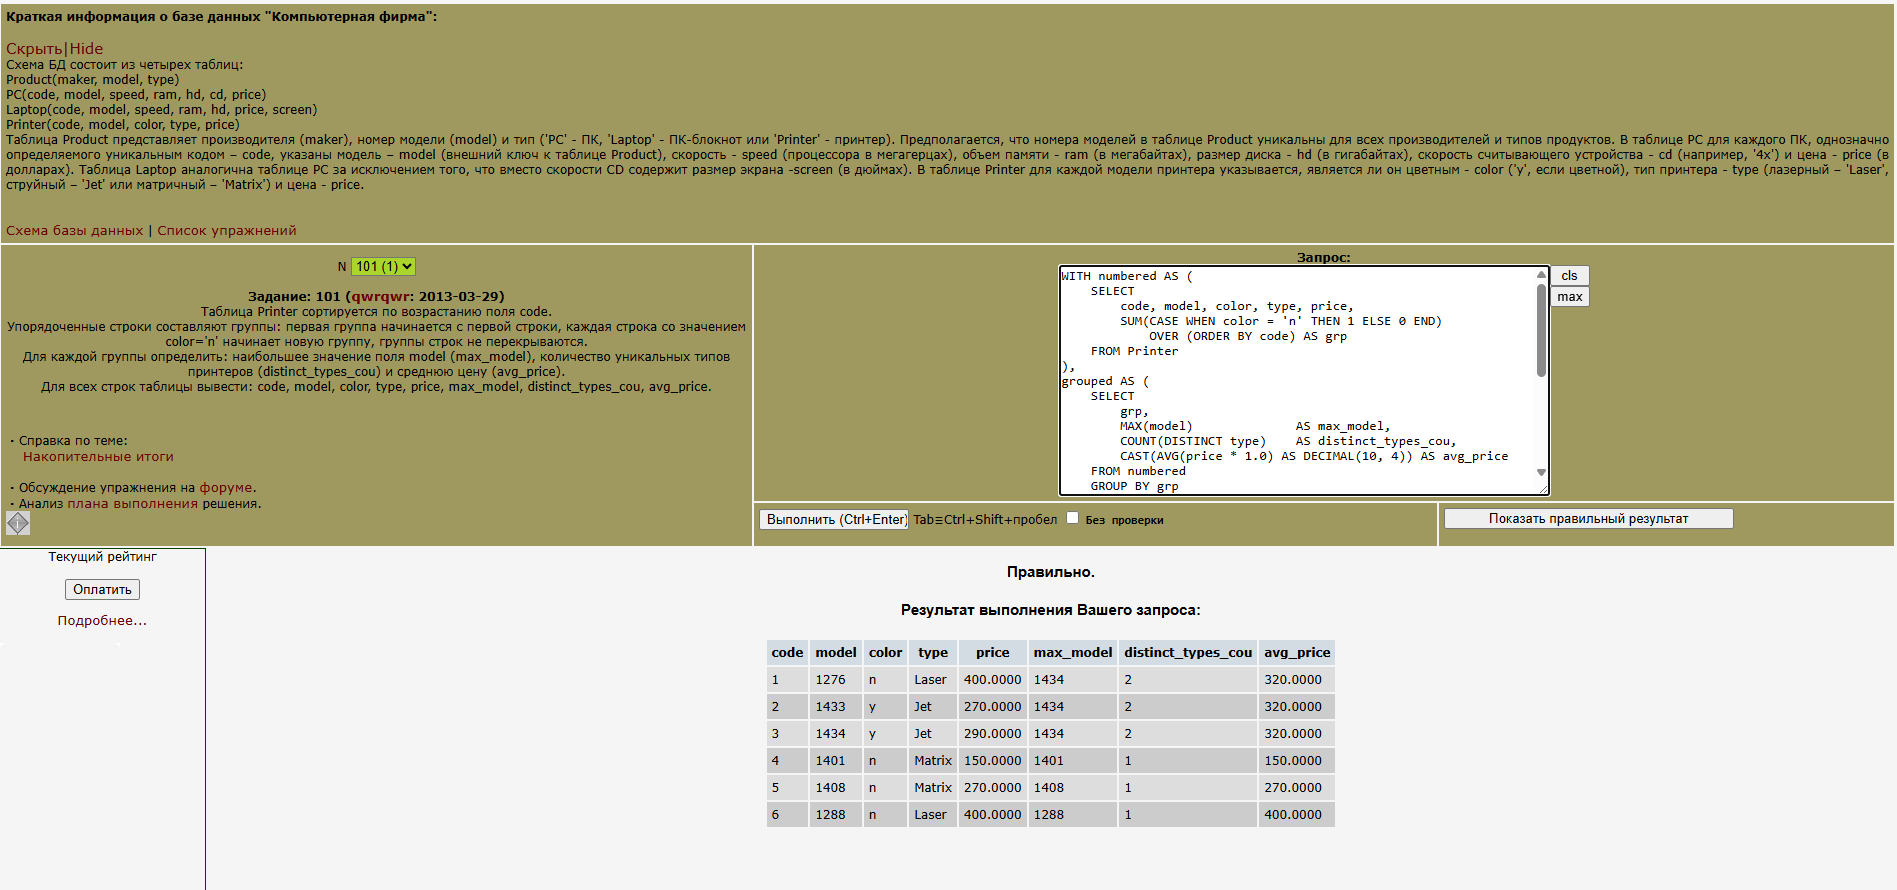 Краткая информация о базе данных "Компьютерная фирма":
Скрыть|Hide
Схема БД состоит из четырех таблиц:
Product(maker, model, type)
PC(code, model, speed, ram, hd, cd, price)
Laptop(code, model, speed, ram, hd, price, screen)
Printer(code, model, color, type, price)
Таблица Product представляет производителя (maker), номер модели (model) и тип ('PC' - ПК, 'Laptop' - ПК-блокнот или 'Printer' - принтер). Предполагается, что номера моделей в таблице Product уникальны для всех производителей и типов продуктов. В таблице PC для каждого ПК, однозначно
определяемого уникальным кодом – code, указаны модель – model (внешний ключ к таблице Product), скорость - speed (процессора в мегагерцах), объем памяти - ram (в мегабайтах), размер диска - hd (в гигабайтах), скорость считывающего устройства - cd (например, '4x') и цена - price (в
долларах). Таблица Laptop аналогична таблице PC за исключением того, что вместо скорости CD содержит размер экрана -screen (в дюймах). В таблице Printer для каждой модели принтера указывается, является ли он цветным - color ('y', если цветной), тип принтера - type (лазерный – 'Laser',
струйный – 'Jet' или матричный – 'Matrix') и цена - price.
Схема базы данных | Список упражнений
N 101 (1)
Задание: 101 (qwrqwr: 2013-03-29)
Таблица Printer сортируется по возрастанию поля code.
Упорядоченные строки составляют группы: первая группа начинается с первой строки, каждая строка со значением
color='n' начинает новую группу, группы строк не перекрываются.
Для каждой группы определить: наибольшее значение поля model (max_model), количество уникальных типов
принтеров (distinct_types_cou) и среднюю цену (avg_price).
Для всех строк таблицы вывести: code, model, color, type, price, max_model, distinct_types_cou, avg_price.
· Справка по теме:
Накопительные итоги
· Обсуждение упражнения на форуме.
· Анализ плана выполнения решения.
Запрос:
WITH numbered AS (
    SELECT
        code, model, color, type, price,
        SUM(CASE WHEN color = 'n' THEN 1 ELSE 0 END)
            OVER (ORDER BY code) AS grp
    FROM Printer
),
grouped AS (
    SELECT
        grp,
        MAX(model)              AS max_model,
        COUNT(DISTINCT type)    AS distinct_types_cou,
        CAST(AVG(price * 1.0) AS DECIMAL(10, 4)) AS avg_price
    FROM numbered
    GROUP BY grp
cls
max
Выполнить (Ctrl+Enter) Tab≡Ctrl+Shift+пробел Без проверки
Показать правильный результат
Текущий рейтинг
Оплатить
Подробнее...
Правильно.
Результат выполнения Вашего запроса:
code model color type price max_model distinct_types_cou avg_price
1 1276 n Laser 400.0000 1434 2 320.0000
2 1433 y Jet 270.0000 1434 2 320.0000
3 1434 y Jet 290.0000 1434 2 320.0000
4 1401 n Matrix 150.0000 1401 1 150.0000
5 1408 n Matrix 270.0000 1408 1 270.0000
6 1288 n Laser 400.0000 1288 1 400.0000